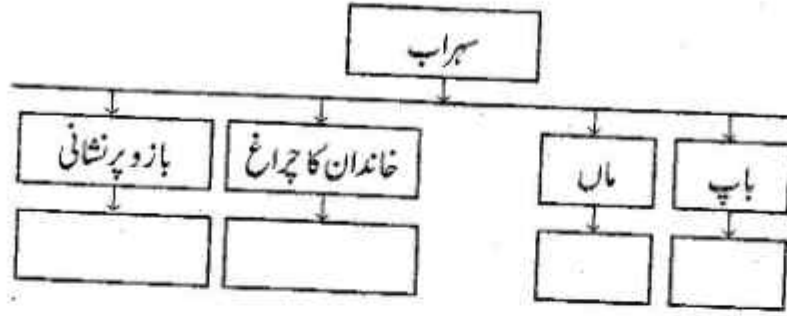 سہراب
باپ
ماں
خاندان کا چراغ
بازو پر نشانی